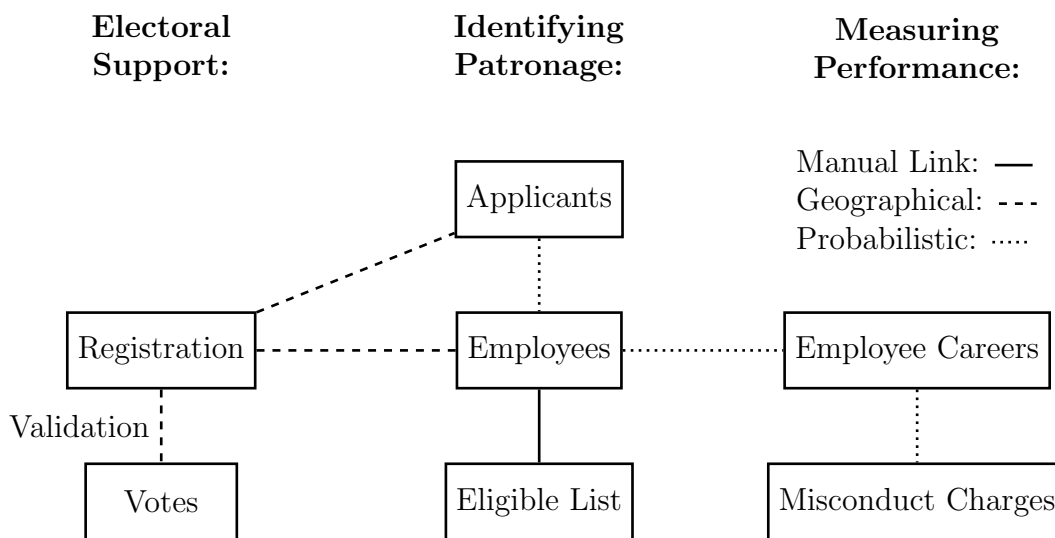 Electoral
Support:
Identifying
Patronage:
Measuring
Performance:
Manual Link:
Geographical:
Probabilistic:
Applicants
Registration
Employees
Employee Careers
Validation
Votes
Eligible List
Misconduct Charges